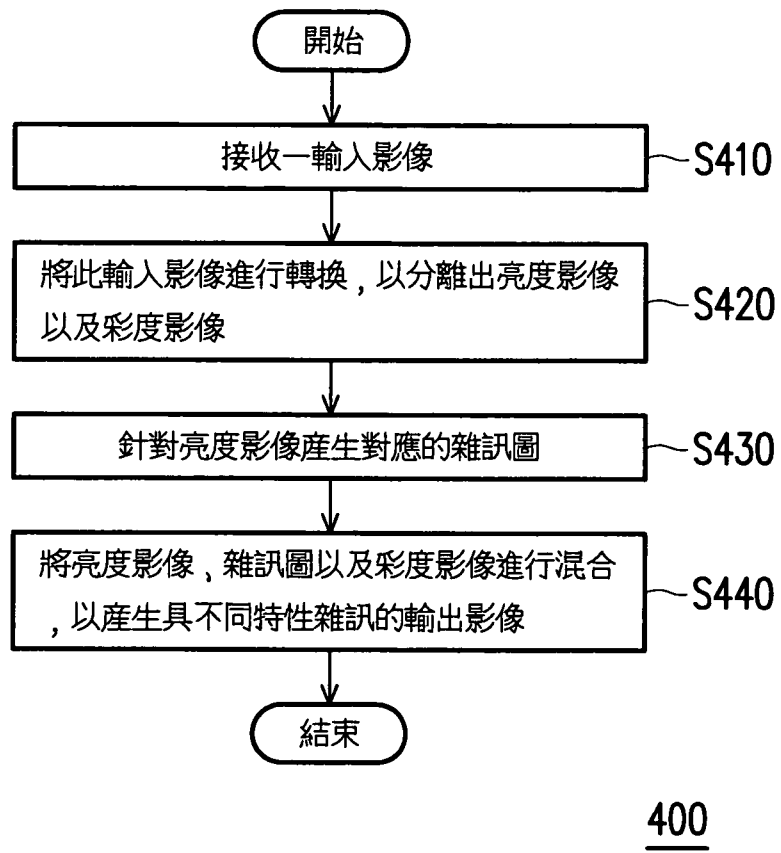 開始
接收一輸入影像
S410
將此輸入影像進行轉換，以分離出亮度影像
以及彩度影像
S420
針對亮度影像產生對應的雜訊圖
S430
將亮度影像、雜訊圖以及彩度影像進行混合
，以產生具不同特性雜訊的輸出影像
S440
結束
400